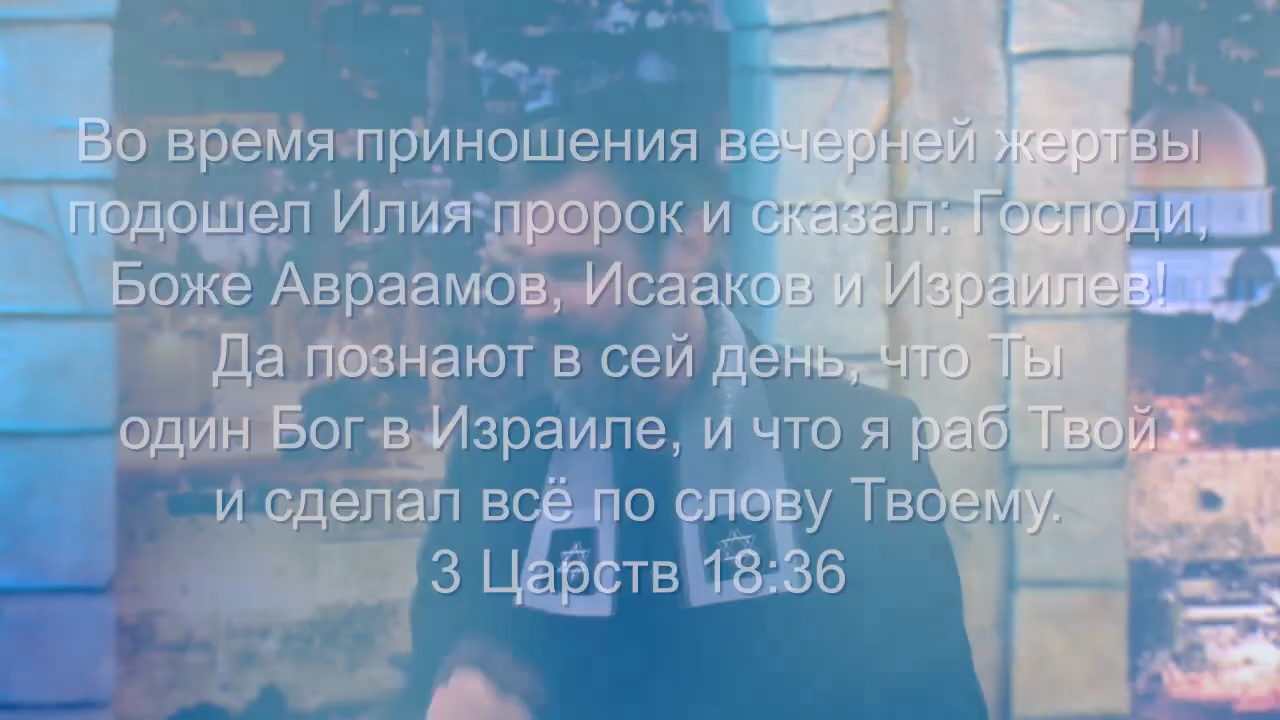 Во время приношения вечерней жертвы
подошел Илия пророк и сказал: Господи,
Боже Авраамов, Исааков и Израилев!
Да познают в сей день, что Ты
один Бог в Израиле, и что я раб Твой
и сделал всё по слову Твоему.
3 Царств 18:36